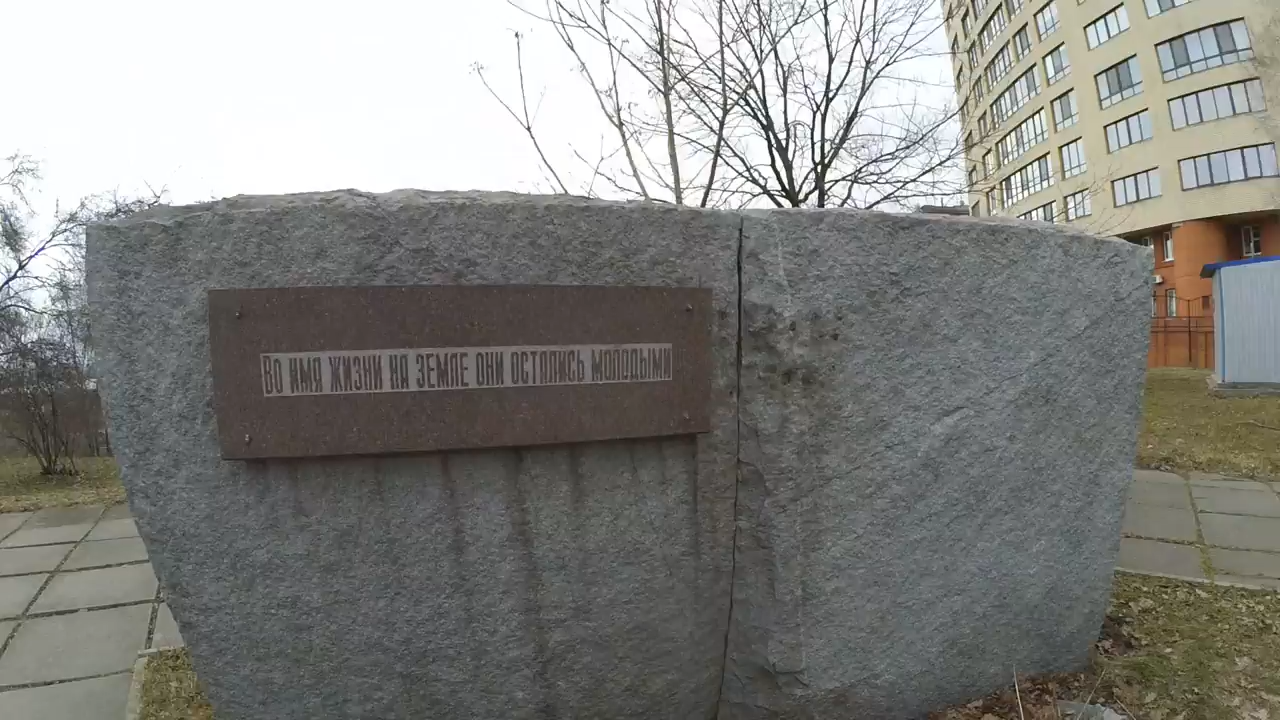 ВО ИМЯ ЖИЗНИ НА ЗЕМЛЕ ОНИ ОСТАЛИСЬ МОЛОДЫМИ